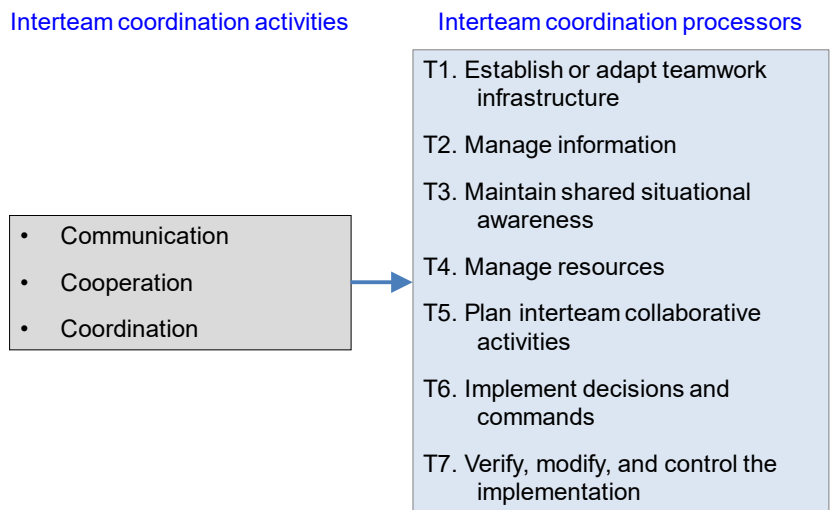 Interteam coordination activities
Interteam coordination processors
• Communication
• Cooperation
• Coordination
T1. Establish or adapt teamwork
infrastructure
T2. Manage information
T3. Maintain shared situational
awareness
T4. Manage resources
T5. Plan interteam collaborative
activities
T6. Implement decisions and
commands
T7. Verify, modify, and control the
implementation